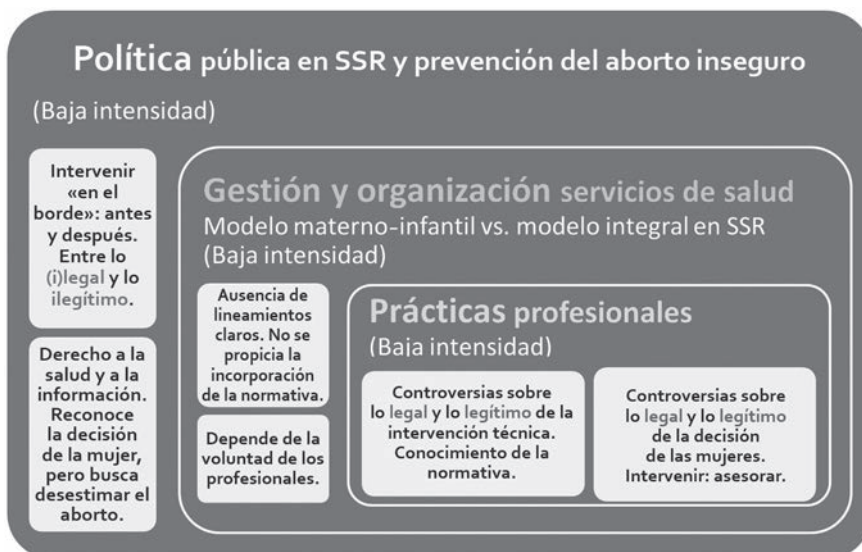 Política pública en SSR y prevención del aborto inseguro
(Baja intensidad)
Intervenir
«en el
borde»: antes
y después.
Entre lo
(i)legal y lo
ilegítimo.
Derecho a la
salud y a la
información.
Reconoce
la decisión
de la mujer,
pero busca
desestimar el
aborto.
Gestión y organización servicios de salud
Modelo materno-infantil vs. modelo integral en SSR
(Baja intensidad)
Ausencia de
lineamientos
claros. No se
propicia la
incorporación
de la normativa.
Depende de la
voluntad de los
profesionales.
Prácticas profesionales
(Baja intensidad)
Controversias sobre
lo legal y lo legítimo de la
intervención técnica.
Conocimiento de la
normativa.
Controversias sobre
lo legal y lo legítimo
de la decisión
de las mujeres.
Intervenir: asesorar.